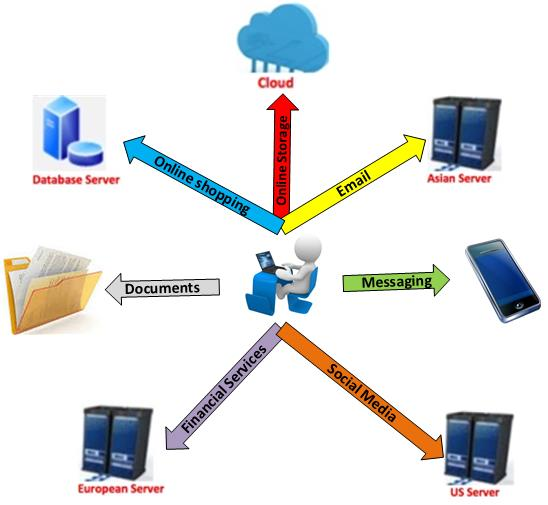 Cloud
Database Server
Online shopping
Online Storage
Email
Asian Server
Documents
Messaging
Financial Services
Social Media
European Server
US Server